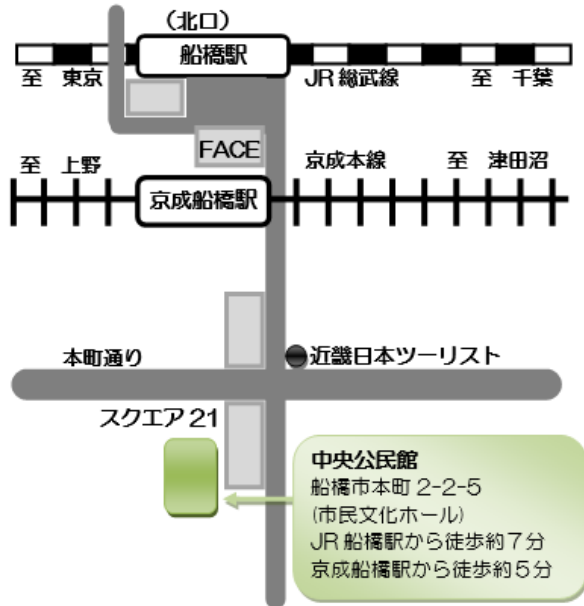 （北口）
船橋駅
至 東京
JR 総武線
至 千葉
FACE
至 上野
京成本線
至 津田沼
京成船橋駅
本町通り
近畿日本ツーリスト
スクエア 21
中央公民館
船橋市本町 2-2-5
(市民文化ホール)
JR 船橋駅から徒歩約７分
京成船橋駅から徒歩約５分